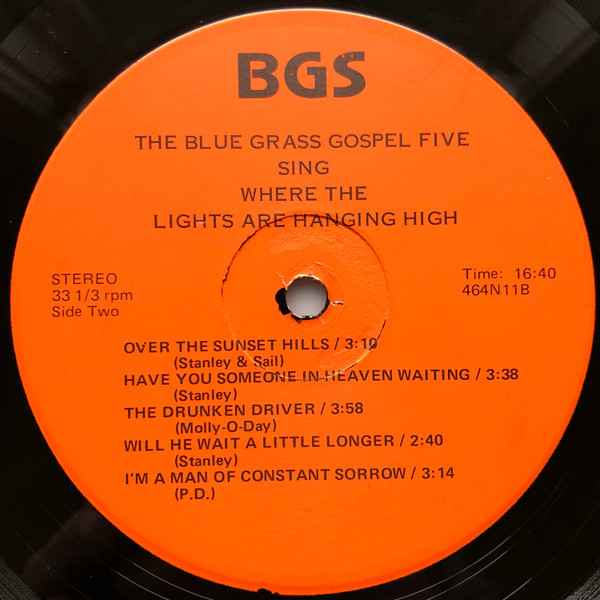 BGS
THE BLUE GRASS GOSPEL FIVE
SING
WHERE THE
LIGHTS ARE HANGING HIGH
STEREO
33 1/3 rpm
Side Two
Time: 16:40
464N11B
OVER THE SUNSET HILLS / 3:10
(Stanley & Sail)
HAVE YOU SOMEONE IN HEAVEN WAITING / 3:38
(Stanley)
THE DRUNKEN DRIVER / 3:58
(Molly-O-Day)
WILL HE WAIT A LITTLE LONGER / 2:40
(Stanley)
I'M A MAN OF CONSTANT SORROW / 3:14
(P.D.)